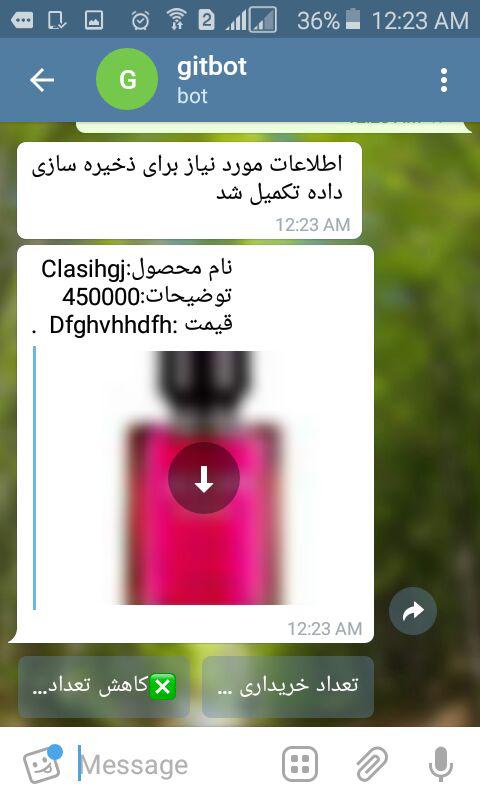 36% 12:23 AM
G
gitbot
bot
اطلاعات مورد نیاز برای ذخیره سازی
داده تکمیل شد
12:23 AM
نام محصول:Clasihgj
توضیحات:450000
قیمت :Dfghvhhdfh .
12:23 AM
کاهش تعداد...
تعداد خریداری ...
Message